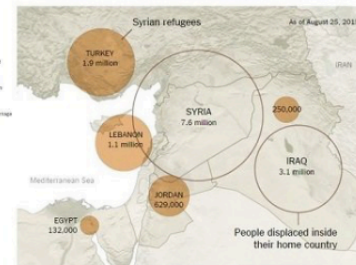 Syrian refugees
As of August 25, 2015
TURKEY
1.9 million
IRAN
SYRIA
7.6 million
250,000
LEBANON
1.1 million
IRAQ
3.1 million
Mediterranean Sea
JORDAN
629,000
EGYPT
132,000
People displaced inside
their home country